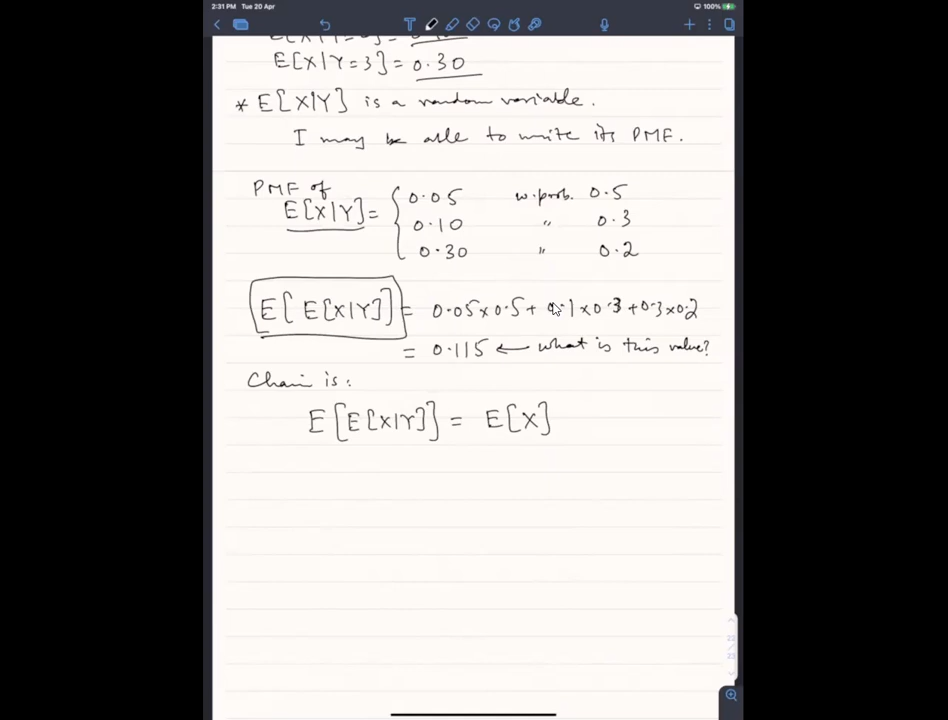 2:31 PM Tue 20 Apr
100%
T
E[X|Y=3] = 0.30
* E[X|Y] is a random variable.
I may be able to write its PMF.
PMF of
E[X|Y] = { 0.05 w.prob. 0.5
0.10 " 0.3
0.30 " 0.2
E[E[X|Y]] = 0.05×0.5 + 0.1×0.3 + 0.3×0.2
= 0.115 ← what is this value?
is:
E[E[X|Y]] = E[X]